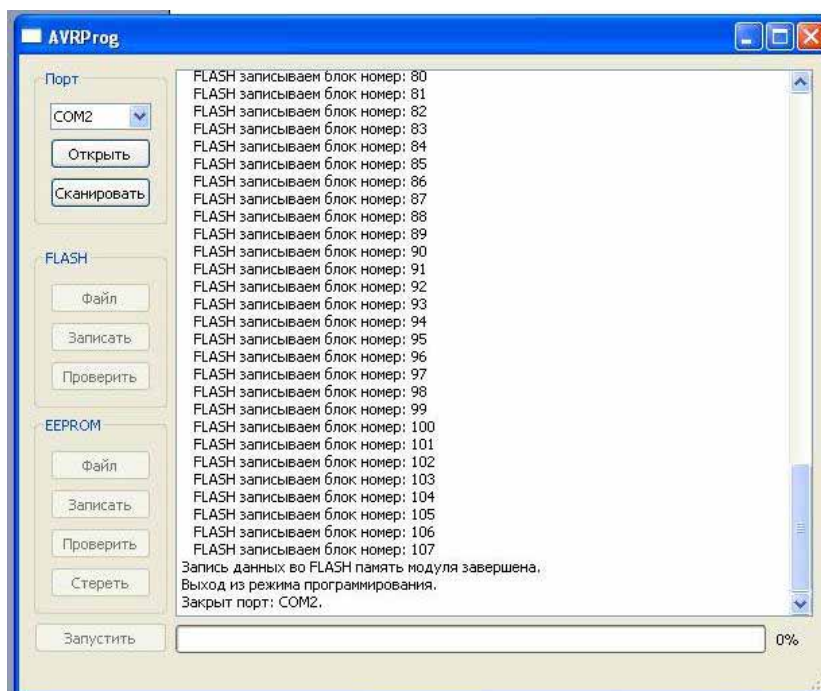 AVRProg
Порт
COM2
Открыть
Сканировать
FLASH
Файл
Записать
Проверить
EEPROM
Файл
Записать
Проверить
Стереть
Запустить
FLASH записываем блок номер: 80
FLASH записываем блок номер: 81
FLASH записываем блок номер: 82
FLASH записываем блок номер: 83
FLASH записываем блок номер: 84
FLASH записываем блок номер: 85
FLASH записываем блок номер: 86
FLASH записываем блок номер: 87
FLASH записываем блок номер: 88
FLASH записываем блок номер: 89
FLASH записываем блок номер: 90
FLASH записываем блок номер: 91
FLASH записываем блок номер: 92
FLASH записываем блок номер: 93
FLASH записываем блок номер: 94
FLASH записываем блок номер: 95
FLASH записываем блок номер: 96
FLASH записываем блок номер: 97
FLASH записываем блок номер: 98
FLASH записываем блок номер: 99
FLASH записываем блок номер: 100
FLASH записываем блок номер: 101
FLASH записываем блок номер: 102
FLASH записываем блок номер: 103
FLASH записываем блок номер: 104
FLASH записываем блок номер: 105
FLASH записываем блок номер: 106
FLASH записываем блок номер: 107
Запись данных во FLASH память модуля завершена.
Выход из режима программирования.
Закрыт порт: COM2.
0%